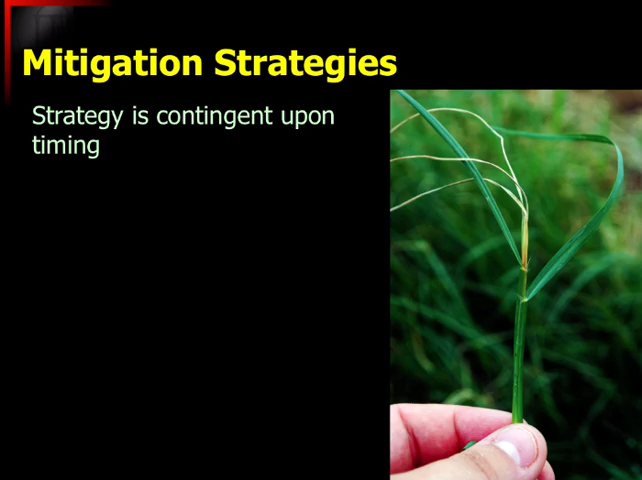 Mitigation Strategies
Strategy is contingent upon
timing